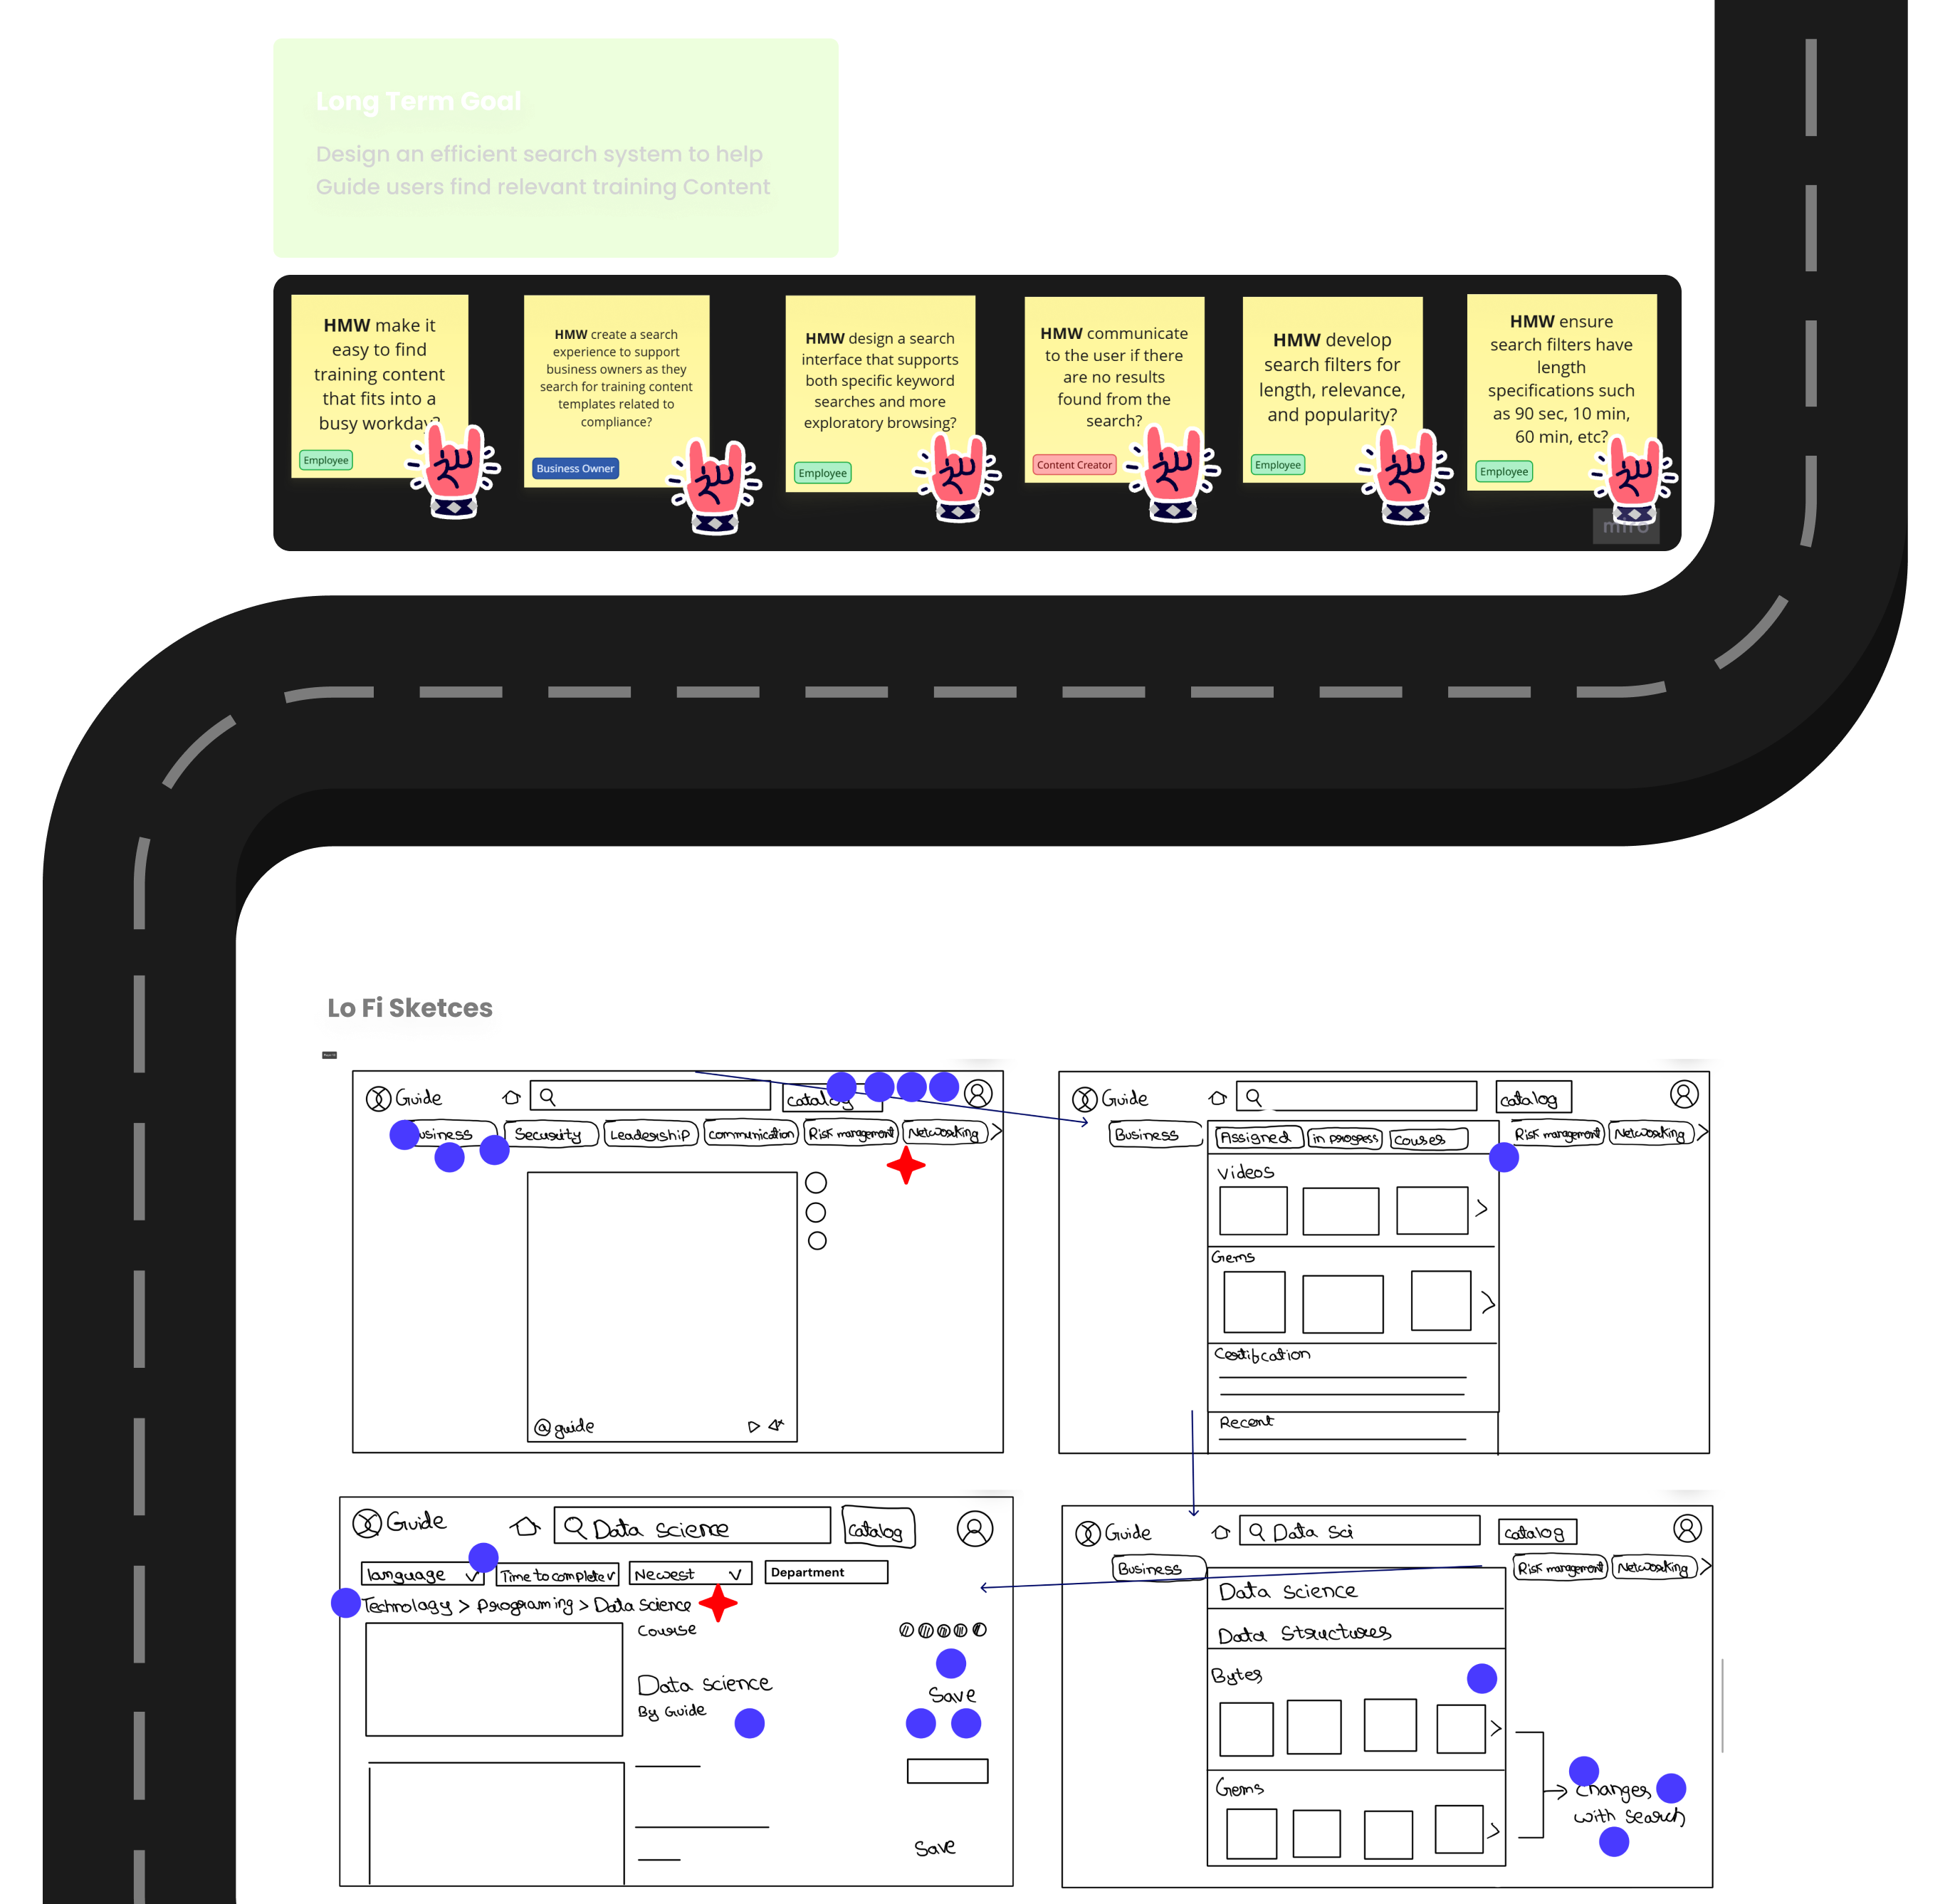 Long Term Goal
Design an efficient search system to help
Guide users find relevant training Content
HMW make it
easy to find
training content
that fits into a
busy workday?
Employee
HMW create a search
experience to support
business owners as they
search for training content
templates related to
compliance?
Business Owner
HMW design a search
interface that supports
both specific keyword
searches and more
exploratory browsing?
Employee
HMW communicate
to the user if there
are no results
found from the
search?
Content Creator
HMW develop
search filters for
length, relevance,
and popularity?
Employee
HMW ensure
search filters have
length
specifications such
as 90 sec, 10 min,
60 min, etc?
Employee
miro
Lo Fi Sketces
Guide
catalog
Business
Security
Leadership
Communication
Risk management
Networking
@guide
Guide
catalog
Business
Assigned
in progress
courses
Risk management
Networking
Videos
Gems
Certifcation
Recent
Guide
Data science
catalog
language
Time to complete
Newest
Department
Technology > programing > Data science
Course
Data science
Save
By Guide
Save
Guide
Data sci
catalog
Business
Risk management
Networking
Data science
Data Structures
Bytes
Gems
Changes
with search